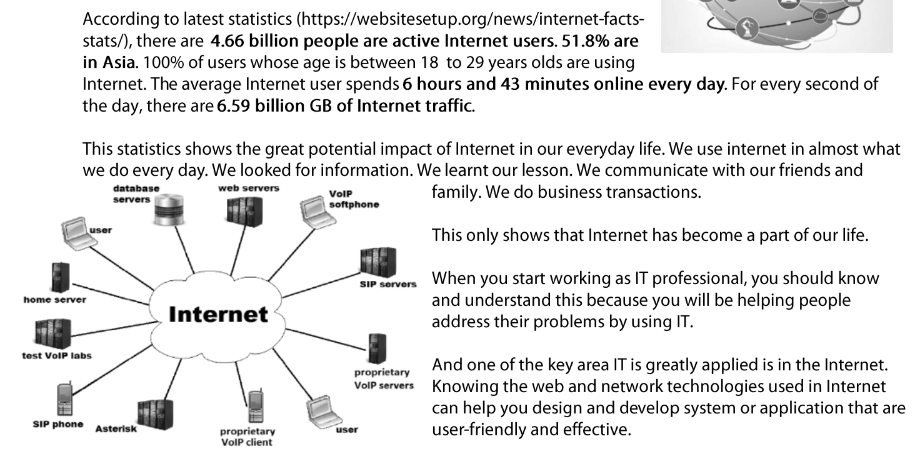 According to latest statistics (https://websitesetup.org/news/internet-facts-
stats/), there are 4.66 billion people are active Internet users. 51.8% are
in Asia. 100% of users whose age is between 18 to 29 years olds are using
Internet. The average Internet user spends 6 hours and 43 minutes online every day. For every second of
the day, there are 6.59 billion GB of Internet traffic.
This statistics shows the great potential impact of Internet in our everyday life. We use internet in almost what
we do every day. We looked for information. We learnt our lesson. We communicate with our friends and
family. We do business transactions.
This only shows that Internet has become a part of our life.
When you start working as IT professional, you should know
and understand this because you will be helping people
address their problems by using IT.
And one of the key area IT is greatly applied is in the Internet.
Knowing the web and network technologies used in Internet
can help you design and develop system or application that are
user-friendly and effective.
database
servers
web servers
VoIP
softphone
user
SIP servers
home server
Internet
test VoIP labs
proprietary
VoIP servers
SIP phone
Asterisk
proprietary
VoIP client
user